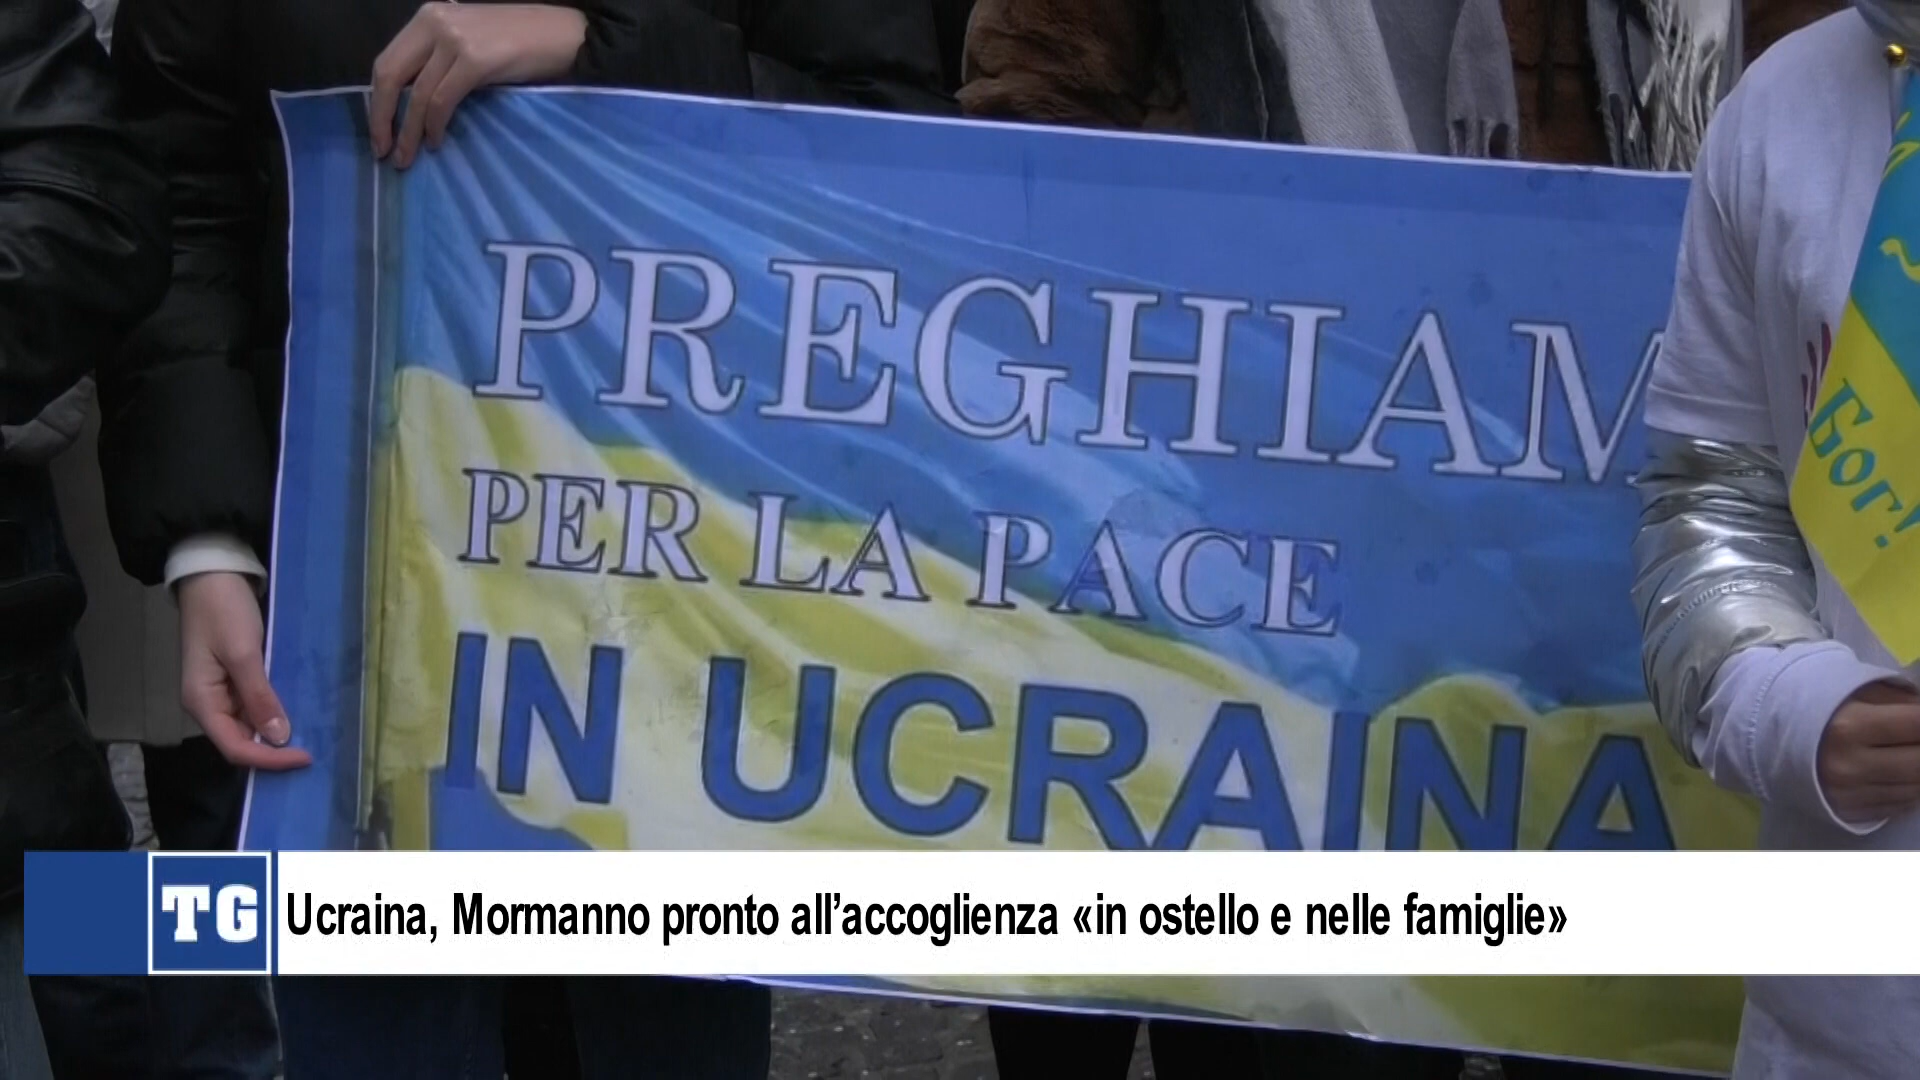 PREGHIAM
PER LA PACE
IN UCRAINA
Бог!
TG
Ucraina, Mormanno pronto all’accoglienza «in ostello e nelle famiglie»